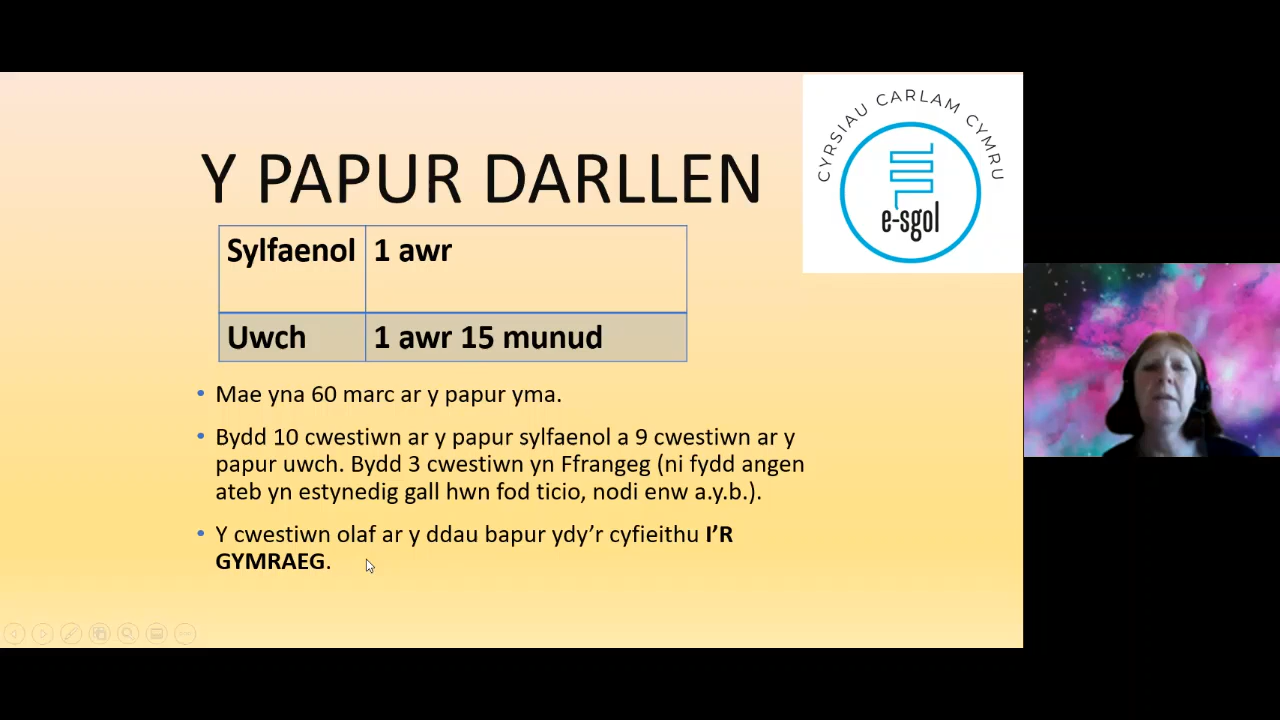 CYRSIAU CARLAM CYMRU
e-sgol
Y PAPUR DARLLEN
Sylfaenol 1 awr
Uwch 1 awr 15 munud
• Mae yna 60 marc ar y papur yma.
• Bydd 10 cwestiwn ar y papur sylfaenol a 9 cwestiwn ar y
papur uwch. Bydd 3 cwestiwn yn Ffrangeg (ni fydd angen
ateb yn estynedig gall hwn fod ticio, nodi enw a.y.b.).
• Y cwestiwn olaf ar y ddau bapur ydy’r cyfieithu I’R
GYMRAEG.